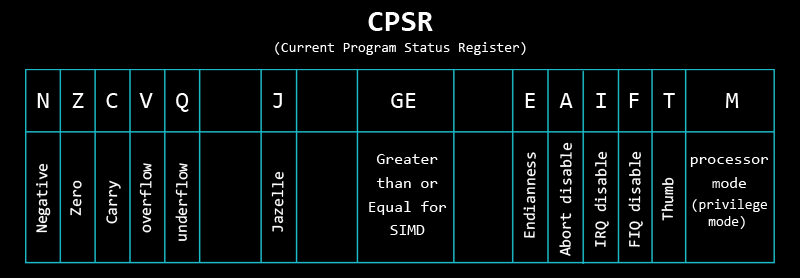 CPSR
(Current Program Status Register)
N Z C V Q J GE E A I F T M
Negative
Zero
Carry
overflow
underflow
Jazelle
Greater
than or
Equal for
SIMD
Endianness
Abort disable
IRQ disable
FIQ disable
Thumb
processor
mode
(privilege
mode)